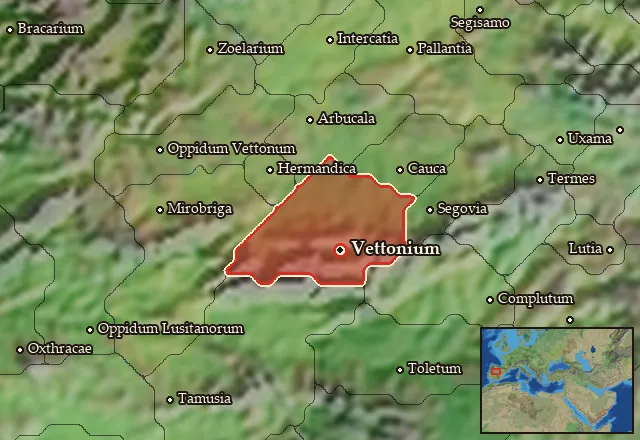 Segisamo
Bracarium
Intercatia
Zoelarium
Pallantia
Arbucala
Uxama
Oppidum Vettonum
Hermandica
Cauca
Termes
Mirobriga
Segovia
Vettonium
Lutia
Complutum
Oppidum Lusitanorum
Oxthracae
Toletum
Tamusia